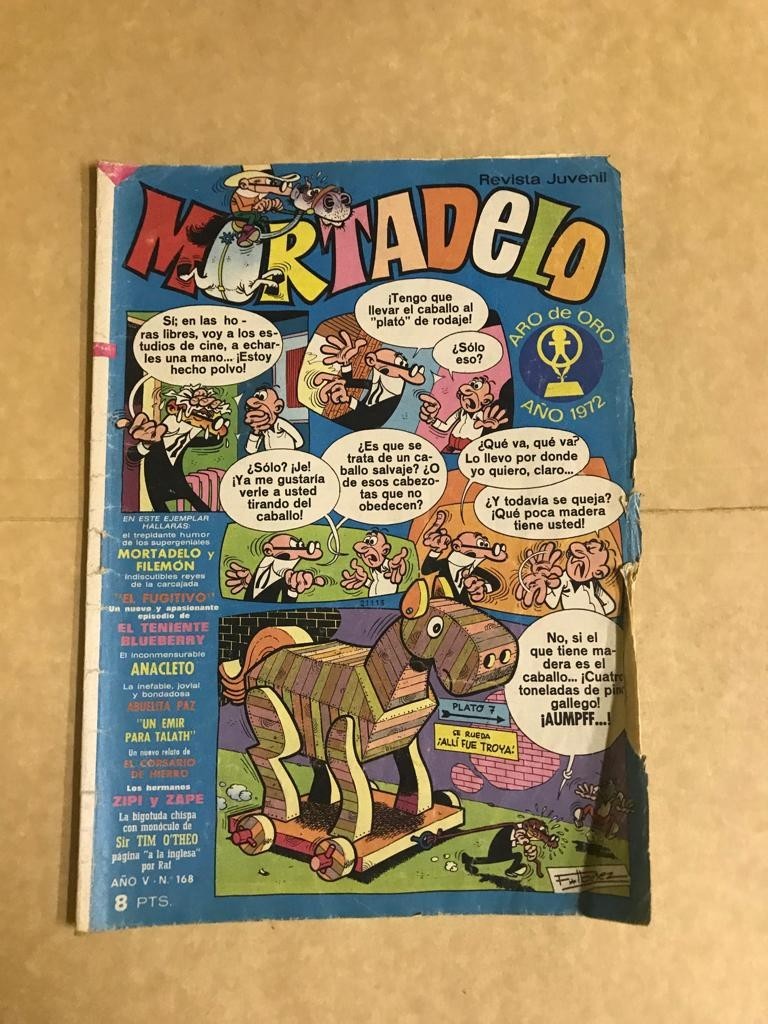 Revista Juvenil
MORTADELO
ARO de ORO
AÑO 1972
Sí; en las ho-
ras libres, voy a los es-
tudios de cine, a echar-
les una mano... ¡Estoy
hecho polvo!
¡Tengo que
llevar el caballo al
"plató" de rodaje!
¿Sólo
eso?
¿Sólo? ¡Je!
¡Ya me gustaría
verle a usted
tirando del
caballo!
¿Es que se
trata de un ca-
ballo salvaje? ¿O
de esos cabezo-
tas que no
obedecen?
¿Qué va, qué va?
Lo llevo por donde
yo quiero, claro...
¿Y todavía se queja?
¡Qué poca madera
tiene usted!
21115
No, si el
que tiene ma-
dera es el
caballo... ¡Cuatro
toneladas de pino
gallego!
¡AUMPFF...!
PLATO 7
SE RUEDA
¡ALLÍ FUE TROYA!
EN ESTE EJEMPLAR
HALLARAS:
el trepidante humor
de los supergeniales
MORTADELO y
FILEMÓN
indiscutibles reyes
de la carcajada
"EL FUGITIVO"
Un nuevo y apasionante
episodio de
EL TENIENTE
BLUEBERRY
El inconmensurable
ANACLETO
La inefable, jovial
y bondadosa
ABUELITA PAZ
"UN EMIR
PARA TALATH"
Un nuevo relato de
EL CORSARIO
DE HIERRO
Los hermanos
ZIPI y ZAPE
La bigotuda chispa
con monóculo de
Sir TIM O'THEO
página "a la inglesa"
por Raf
AÑO V - N.º 168
8 PTS.
F. Ibáñez